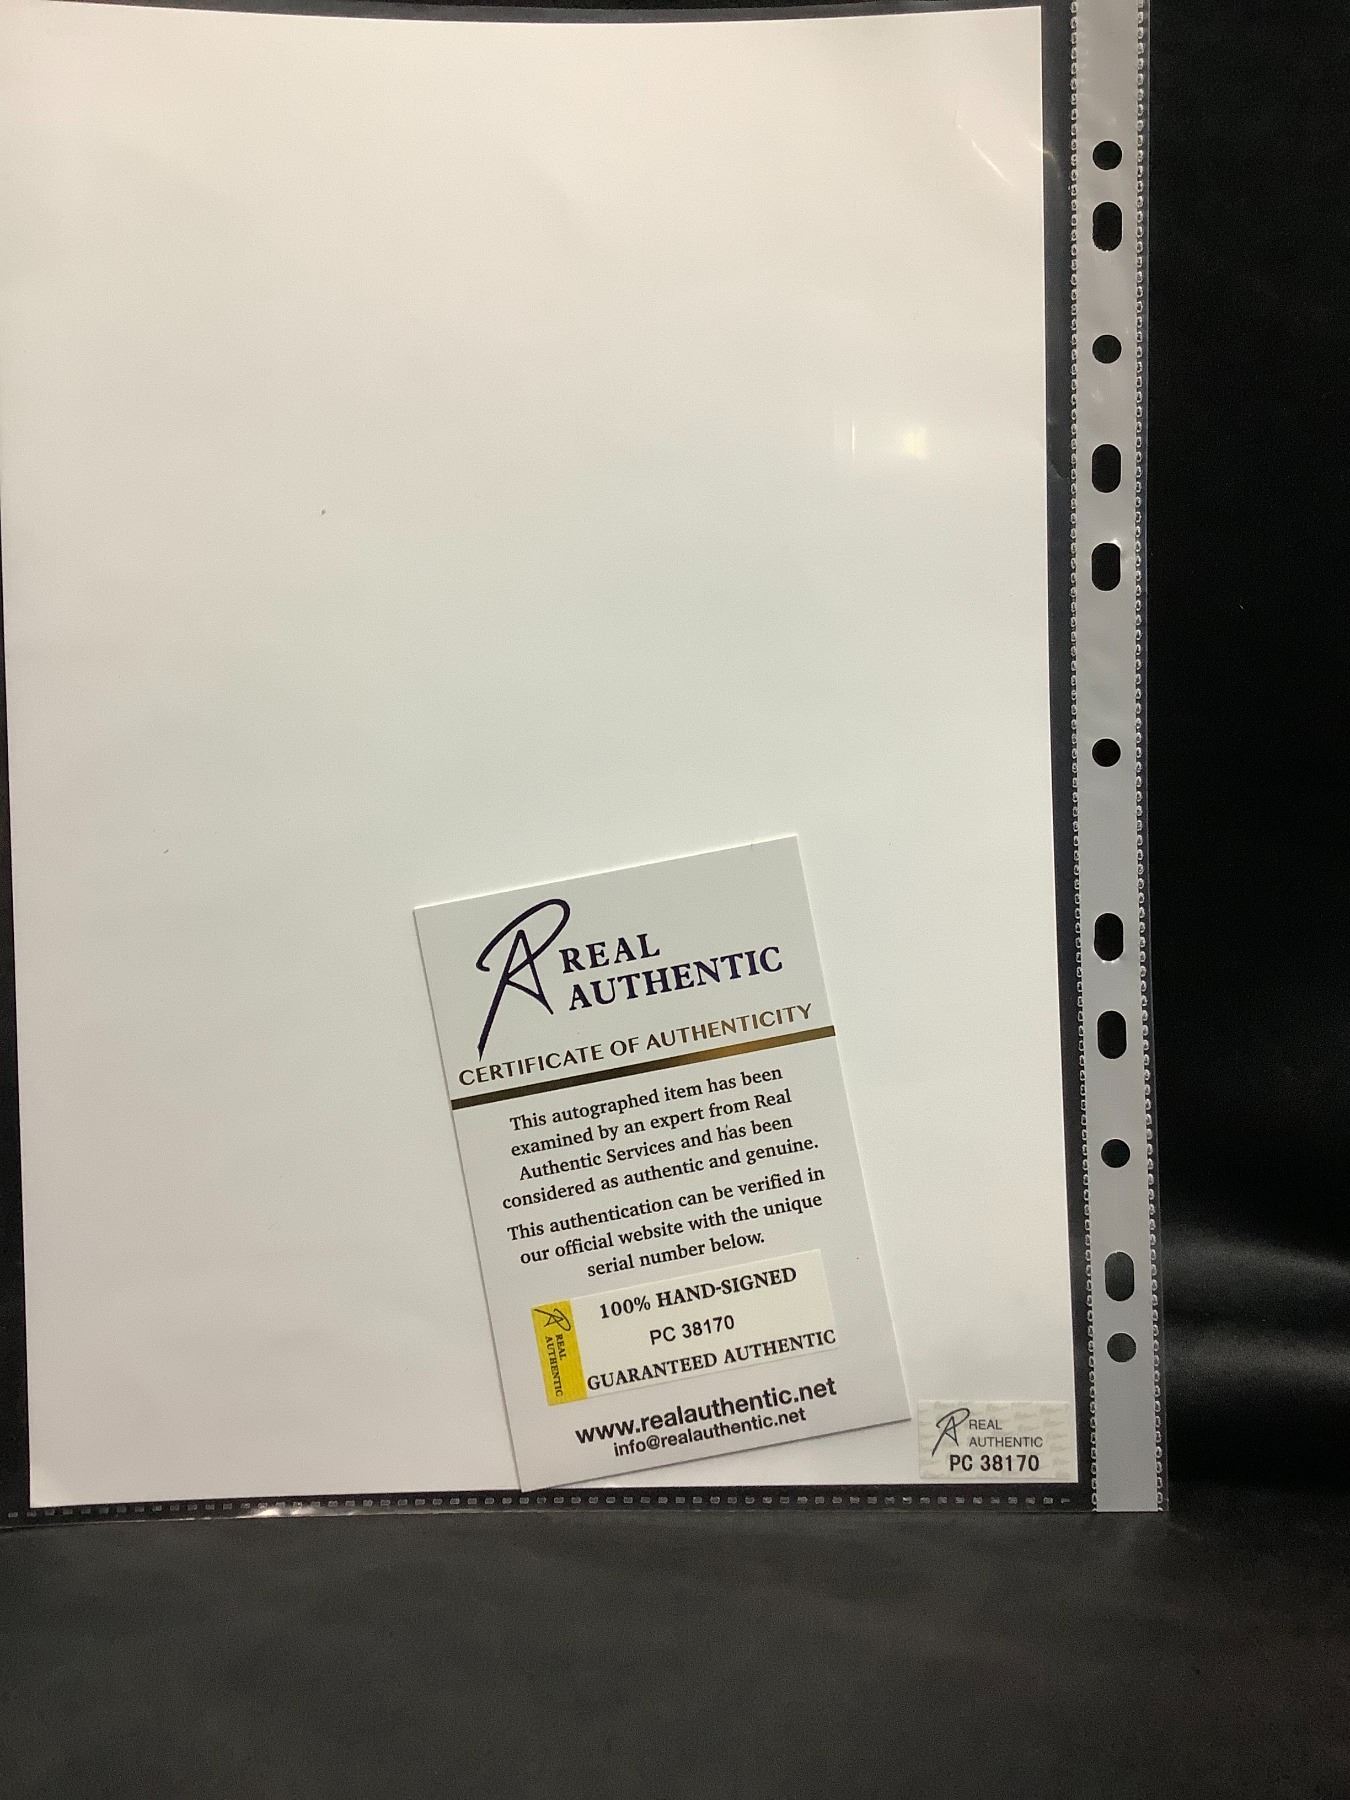 REAL
AUTHENTIC
CERTIFICATE OF AUTHENTICITY
This autographed item has been
examined by an expert from Real
Authentic Services and has been
considered as authentic and genuine.
This authentication can be verified in
our official website with the unique
serial number below.
REAL
AUTHENTIC
100% HAND-SIGNED
PC 38170
GUARANTEED AUTHENTIC
www.realauthentic.net
info@realauthentic.net
REAL
AUTHENTIC
PC 38170